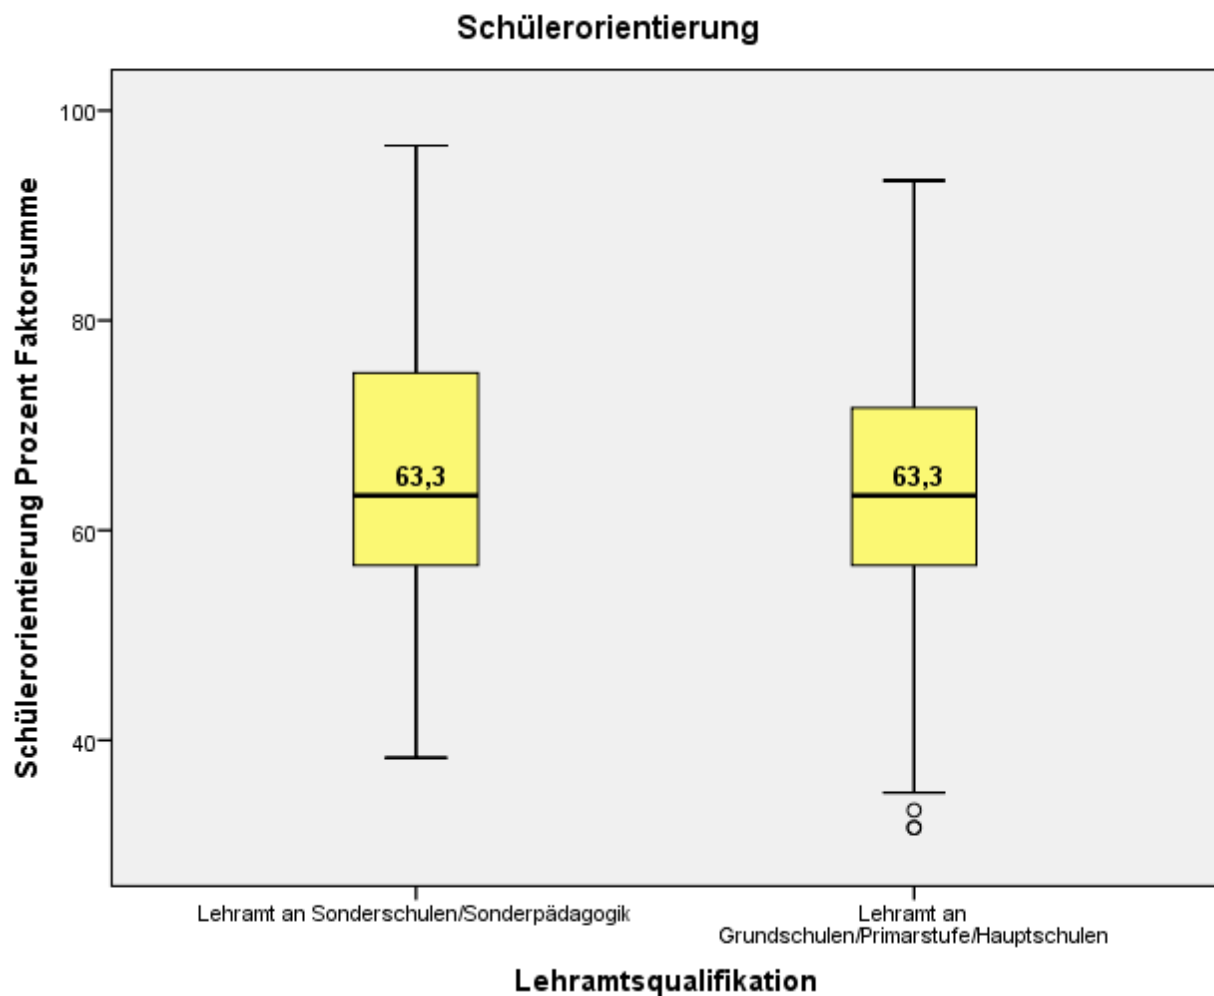 Schülerorientierung
Schülerorientierung Prozent Faktorsumme
100
80
60
40
63,3
63,3
Lehramt an Sonderschulen/Sonderpädagogik
Lehramt an
Grundschulen/Primarstufe/Hauptschulen
Lehramtsqualifikation